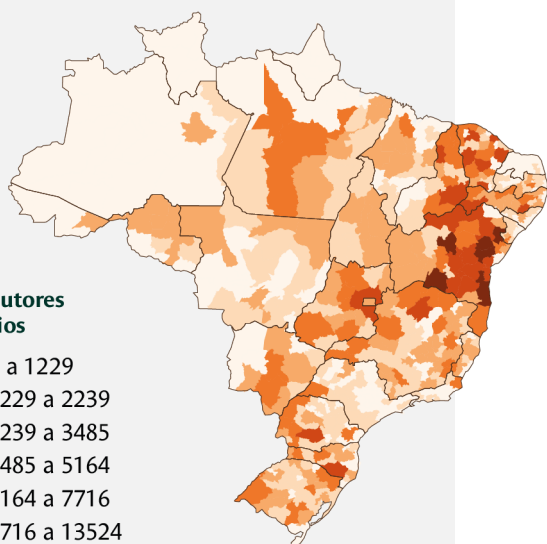 utores
ios
a 1229
229 a 2239
239 a 3485
485 a 5164
164 a 7716
716 a 13524